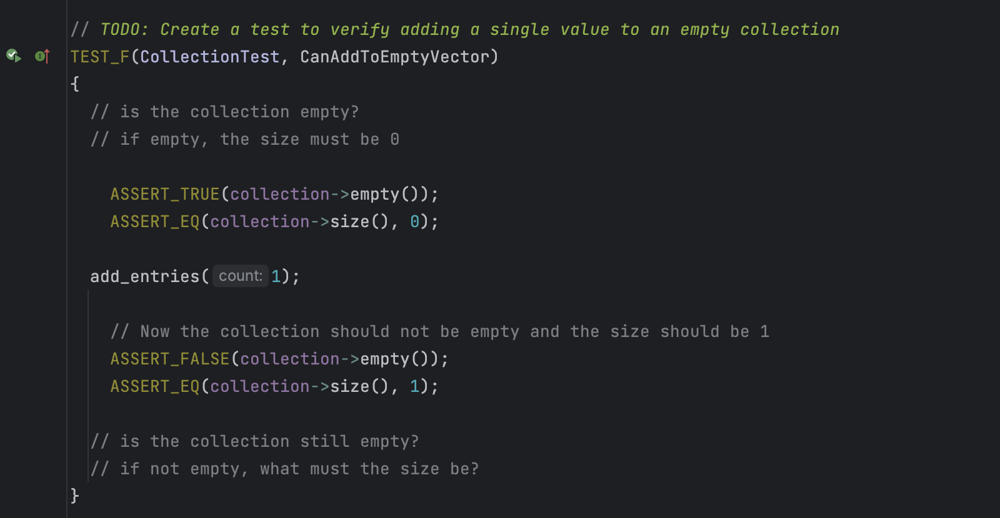 // TODO: Create a test to verify adding a single value to an empty collection
TEST_F(CollectionTest, CanAddToEmptyVector)
{
// is the collection empty?
// if empty, the size must be 0
ASSERT_TRUE(collection->empty());
ASSERT_EQ(collection->size(), 0);
add_entries( count: 1);
// Now the collection should not be empty and the size should be 1
ASSERT_FALSE(collection->empty());
ASSERT_EQ(collection->size(), 1);
// is the collection still empty?
// if not empty, what must the size be?
}